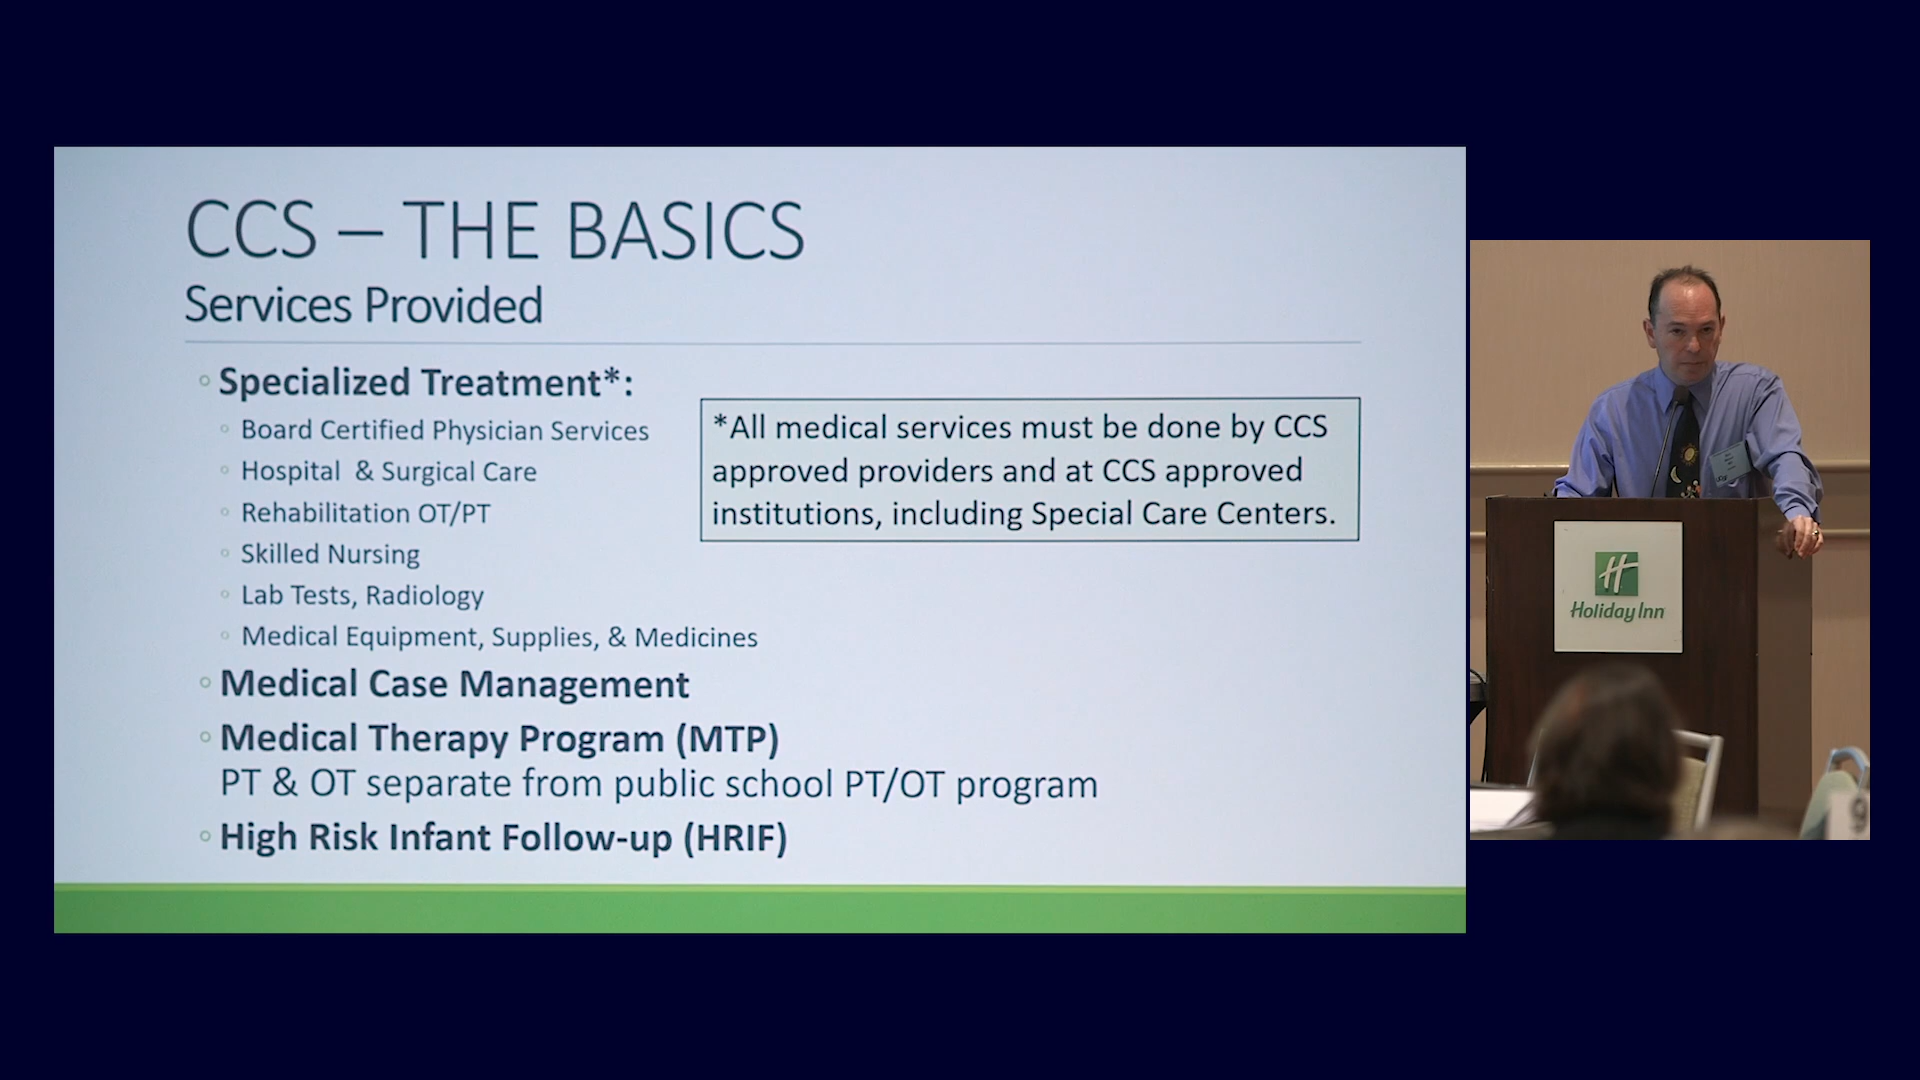 CCS – THE BASICS
Services Provided
Specialized Treatment*:
Board Certified Physician Services
Hospital & Surgical Care
Rehabilitation OT/PT
Skilled Nursing
Lab Tests, Radiology
Medical Equipment, Supplies, & Medicines
*All medical services must be done by CCS
approved providers and at CCS approved
institutions, including Special Care Centers.
Medical Case Management
Medical Therapy Program (MTP)
PT & OT separate from public school PT/OT program
High Risk Infant Follow-up (HRIF)
H
Holiday Inn
9